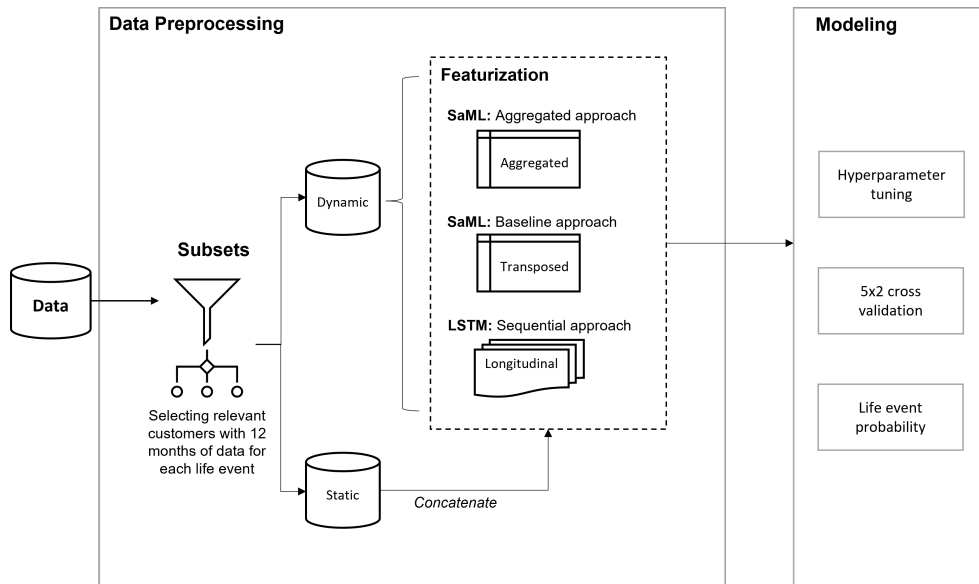 Data Preprocessing
Modeling
Featurization
SaML: Aggregated approach
Aggregated
Dynamic
SaML: Baseline approach
Transposed
Subsets
Data
LSTM: Sequential approach
Longitudinal
Selecting relevant
customers with 12
months of data for
each life event
Static
Concatenate
Hyperparameter
tuning
5x2 cross
validation
Life event
probability